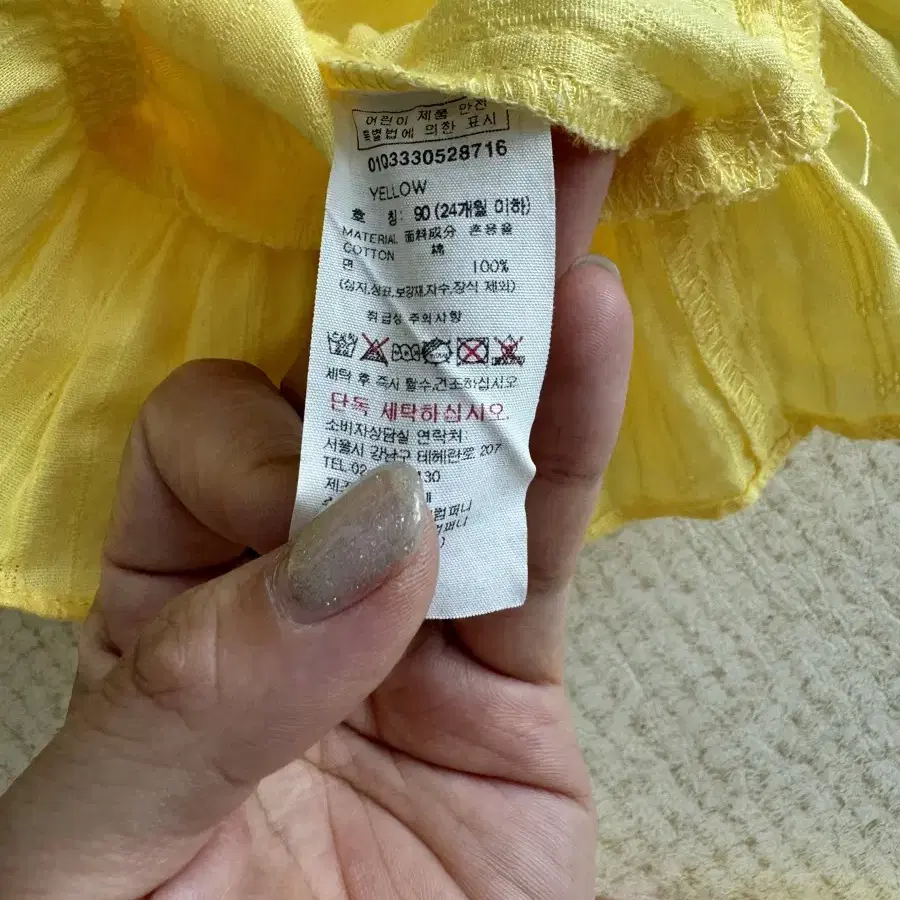 어린이 제품 안전
특별법에 의한 표시
0103330528716
YELLOW
호 칭: 90 (24개월 이하)
MATERIAL 面料成分 혼용율
COTTON 棉
면 100%
(심지,상표,보강재,자수,장식 제외)
취급상 주의사항
세탁 후 즉시 탈수,건조하십시오
단독 세탁하십시오.
소비자상담실 연락처:
서울시 강남구 테헤란로 207
TEL 02 130